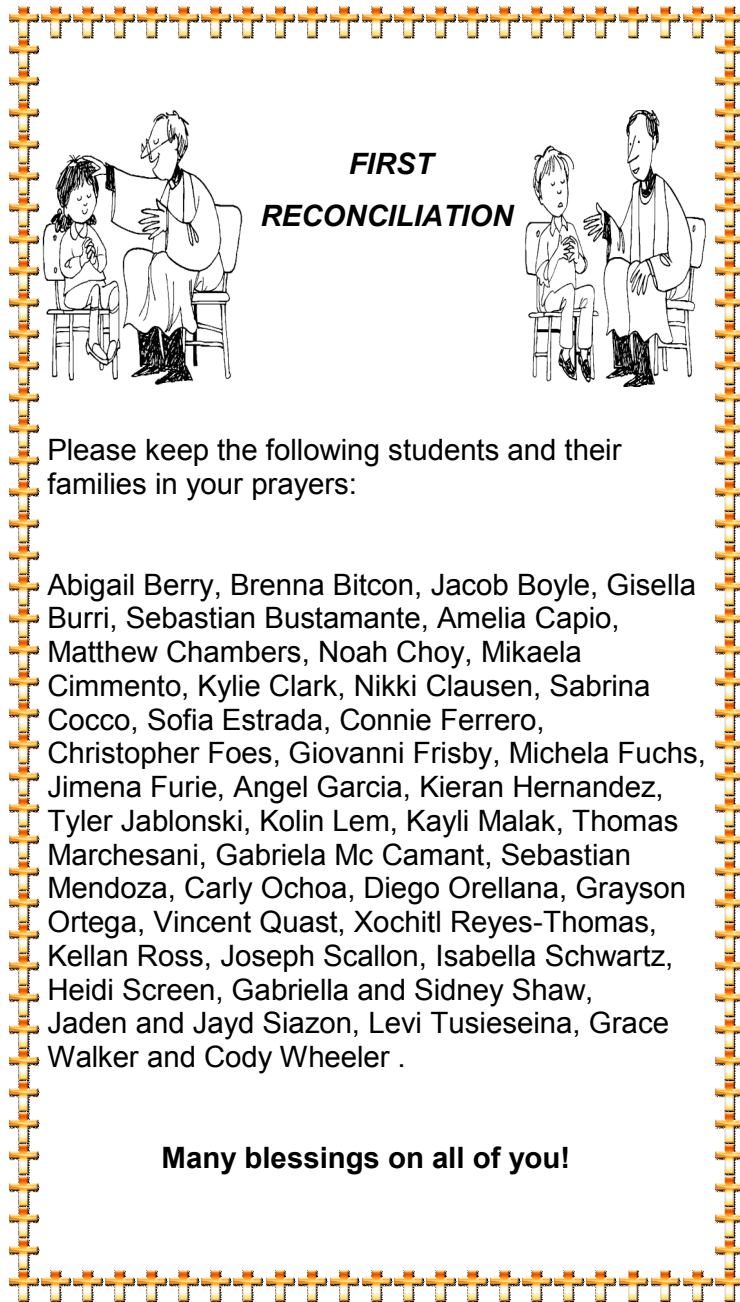 FIRST
RECONCILIATION
Please keep the following students and their
families in your prayers:
Abigail Berry, Brenna Bitcon, Jacob Boyle, Gisella
Burri, Sebastian Bustamante, Amelia Capio,
Matthew Chambers, Noah Choy, Mikaela
Cimmento, Kylie Clark, Nikki Clausen, Sabrina
Cocco, Sofia Estrada, Connie Ferrero,
Christopher Foes, Giovanni Frisby, Michela Fuchs,
Jimena Furie, Angel Garcia, Kieran Hernandez,
Tyler Jablonski, Kolin Lem, Kayli Malak, Thomas
Marchesani, Gabriela Mc Camant, Sebastian
Mendoza, Carly Ochoa, Diego Orellana, Grayson
Ortega, Vincent Quast, Xochitl Reyes-Thomas,
Kellan Ross, Joseph Scallon, Isabella Schwartz,
Heidi Screen, Gabriella and Sidney Shaw,
Jaden and Jayd Siazon, Levi Tusieseina, Grace
Walker and Cody Wheeler .
Many blessings on all of you!